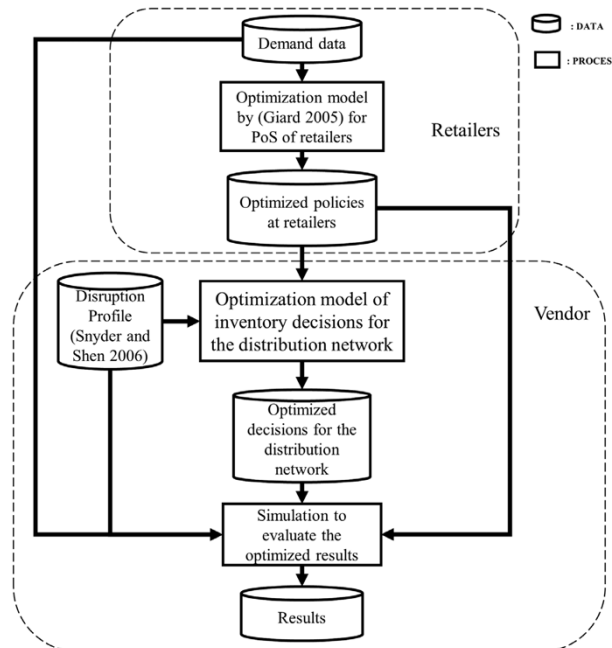 Demand data
: DATA
: PROCES
Optimization model
by (Giard 2005) for
PoS of retailers
Retailers
Optimized policies
at retailers
Disruption
Profile
(Snyder and
Shen 2006)
Optimization model of
inventory decisions for
the distribution network
Vendor
Optimized
decisions for the
distribution
network
Simulation to
evaluate the
optimized results
Results